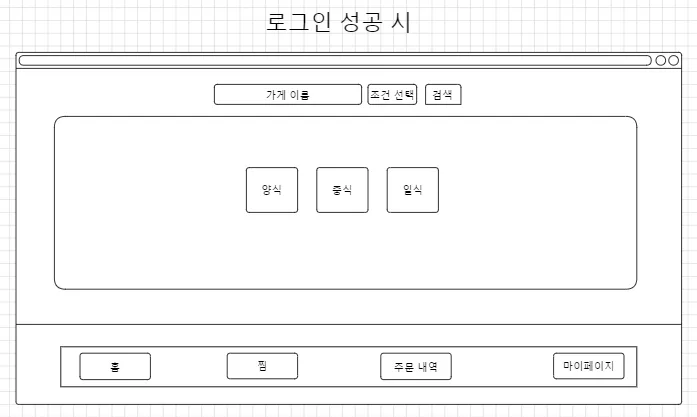 로그인 성공 시
가게 이름 조건 선택 검색
양식 중식 일식
홈 찜 주문 내역 마이페이지